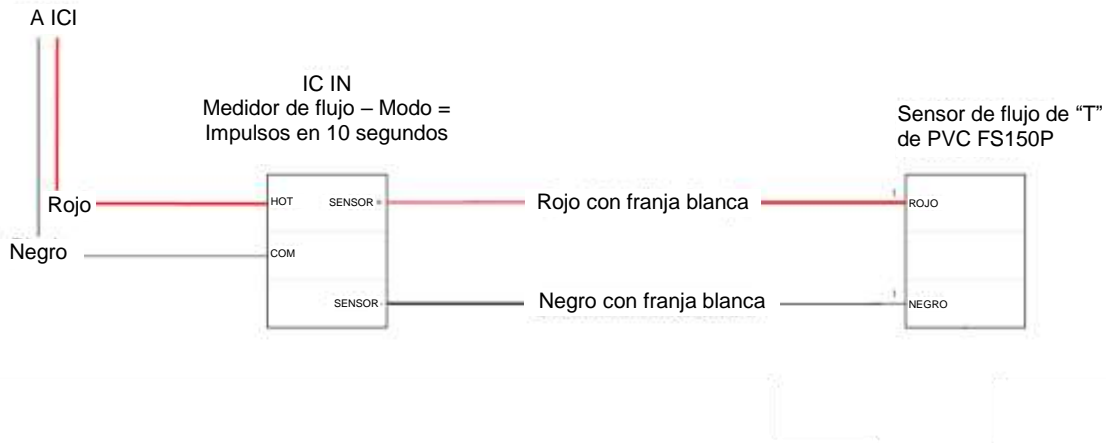 A ICI
IC IN
Medidor de flujo – Modo =
Impulsos en 10 segundos
Sensor de flujo de “T”
de PVC FS150P
Rojo
HOT
SENSOR +
Rojo con franja blanca
1
ROJO
Negro
COM
SENSOR -
Negro con franja blanca
1
NEGRO